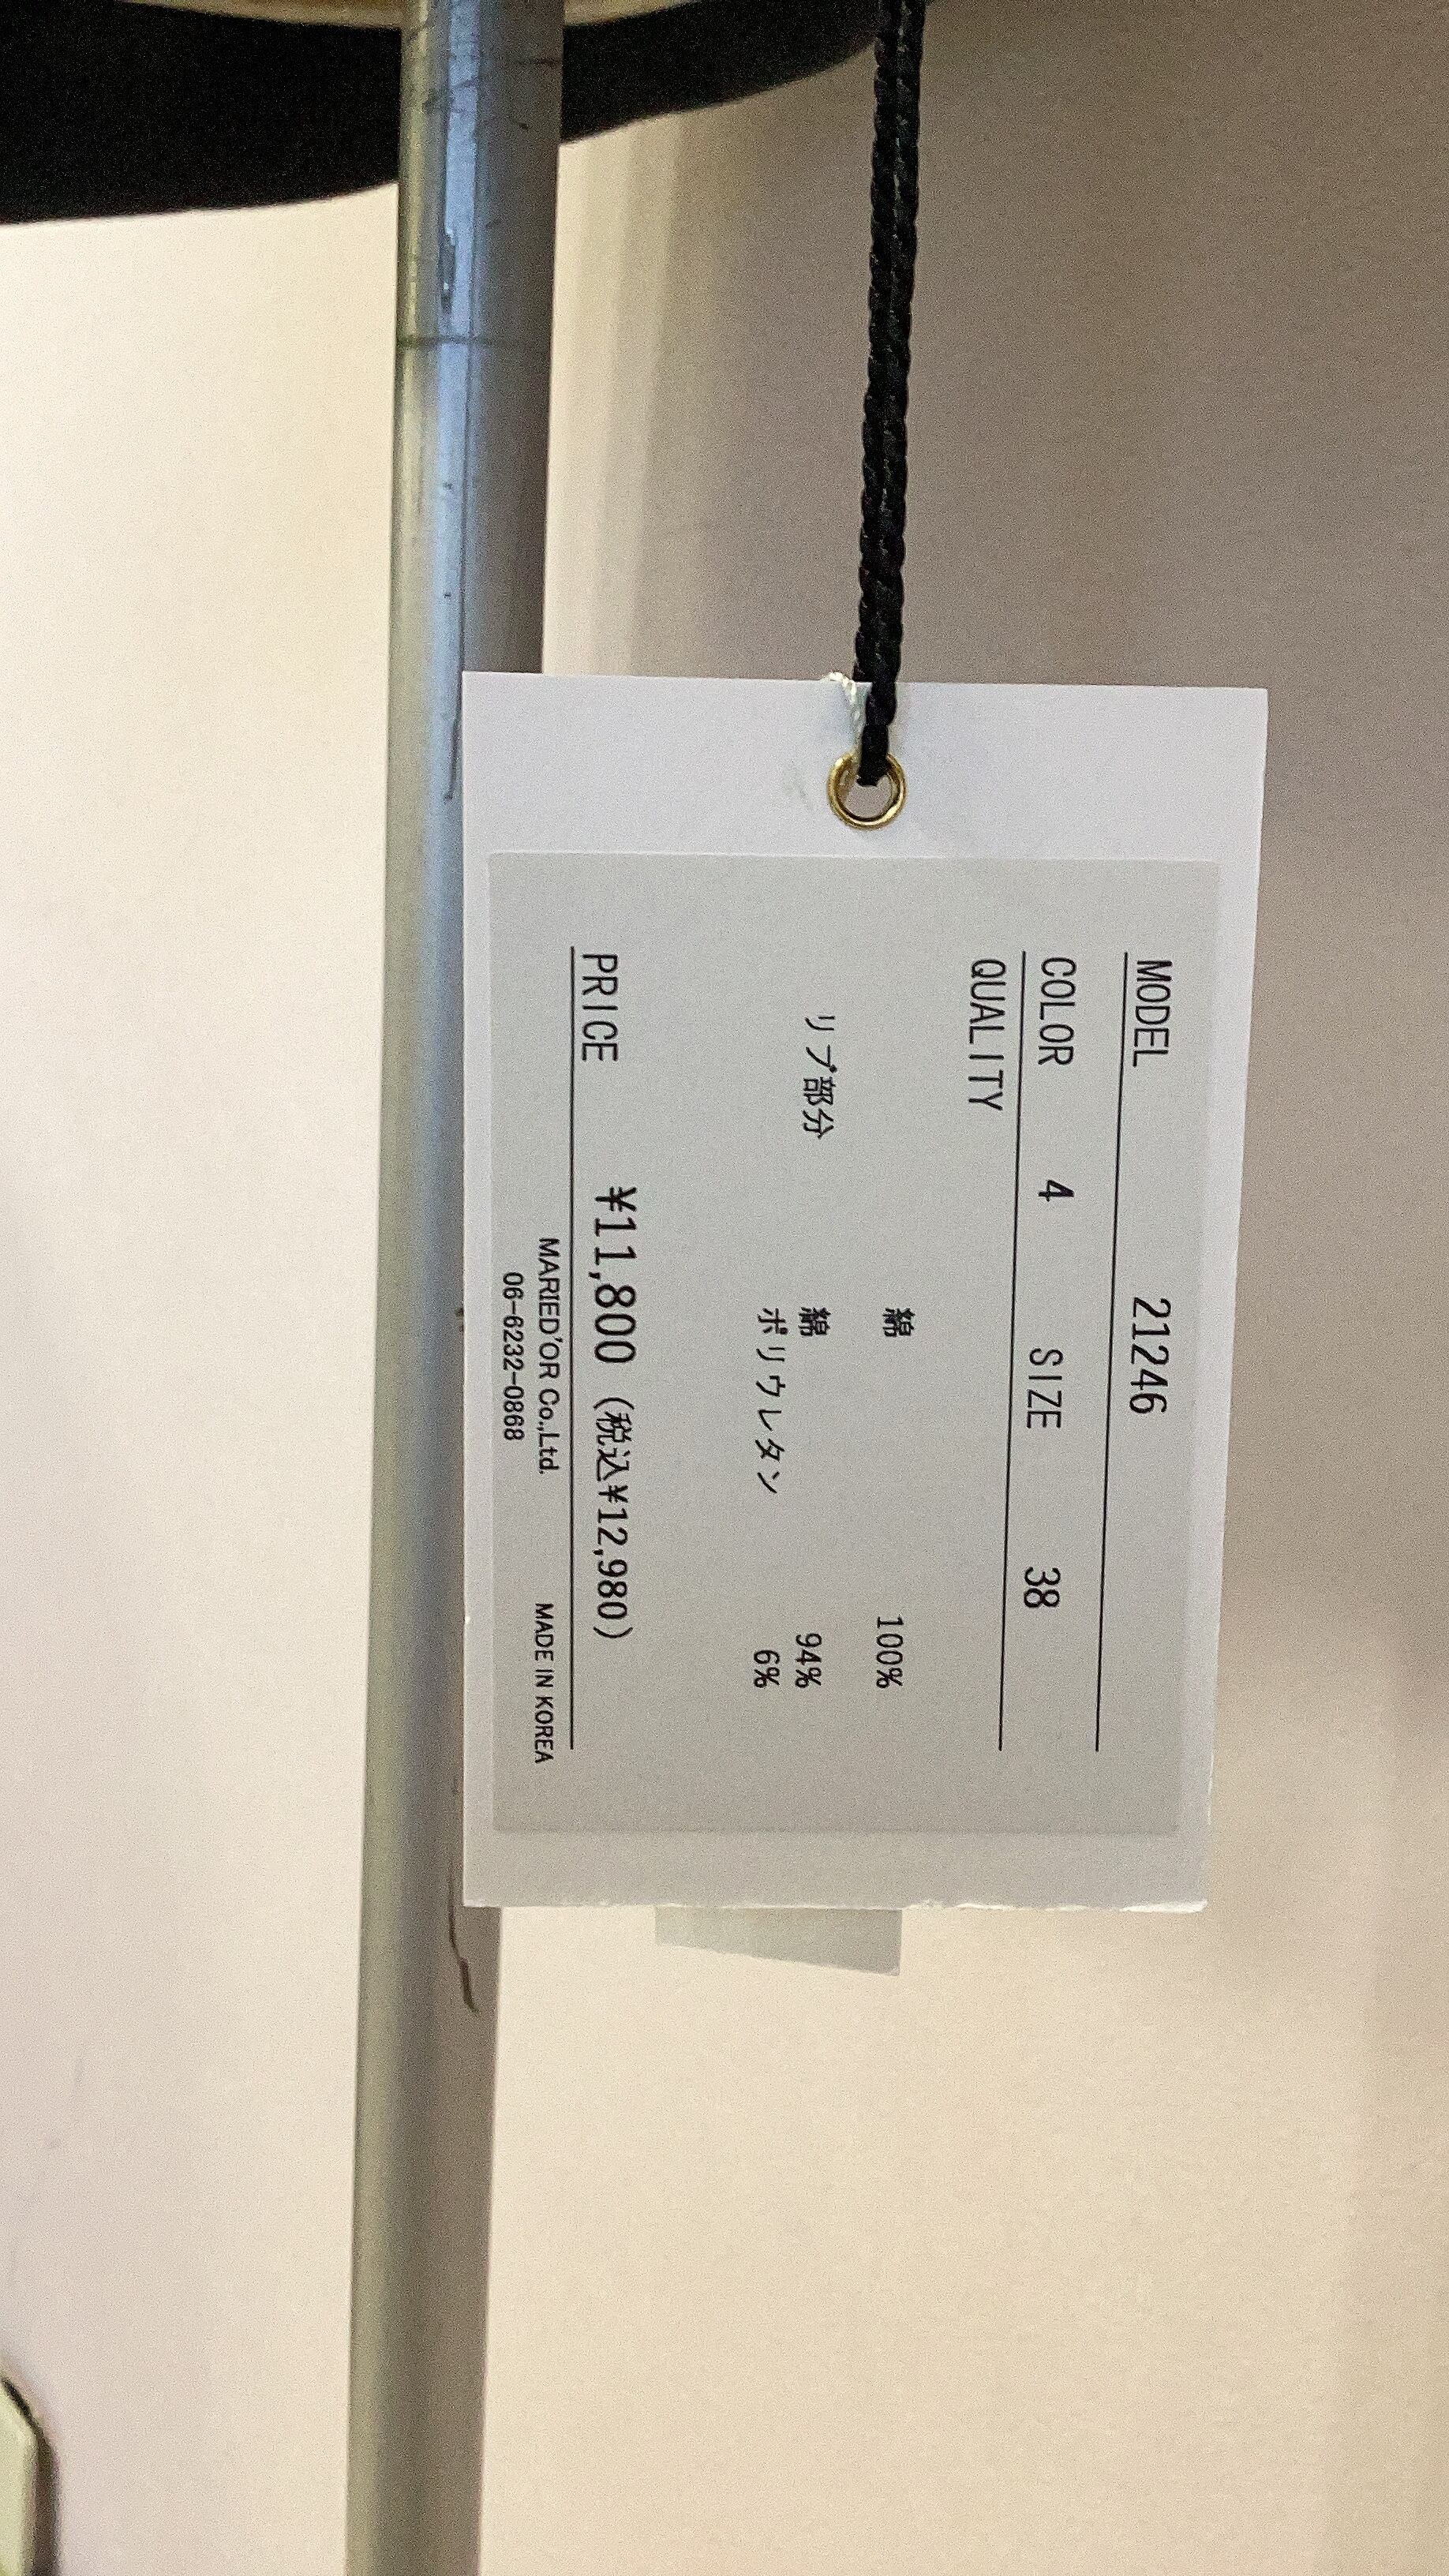 MODEL 21246
COLOR 4 SIZE 38
QUALITY
綿 100%
リブ部分 綿 94%
ポリウレタン 6%
PRICE ¥11,800 (税込¥12,980)
MARIED'OR Co.,Ltd. MADE IN KOREA
06-6232-0868